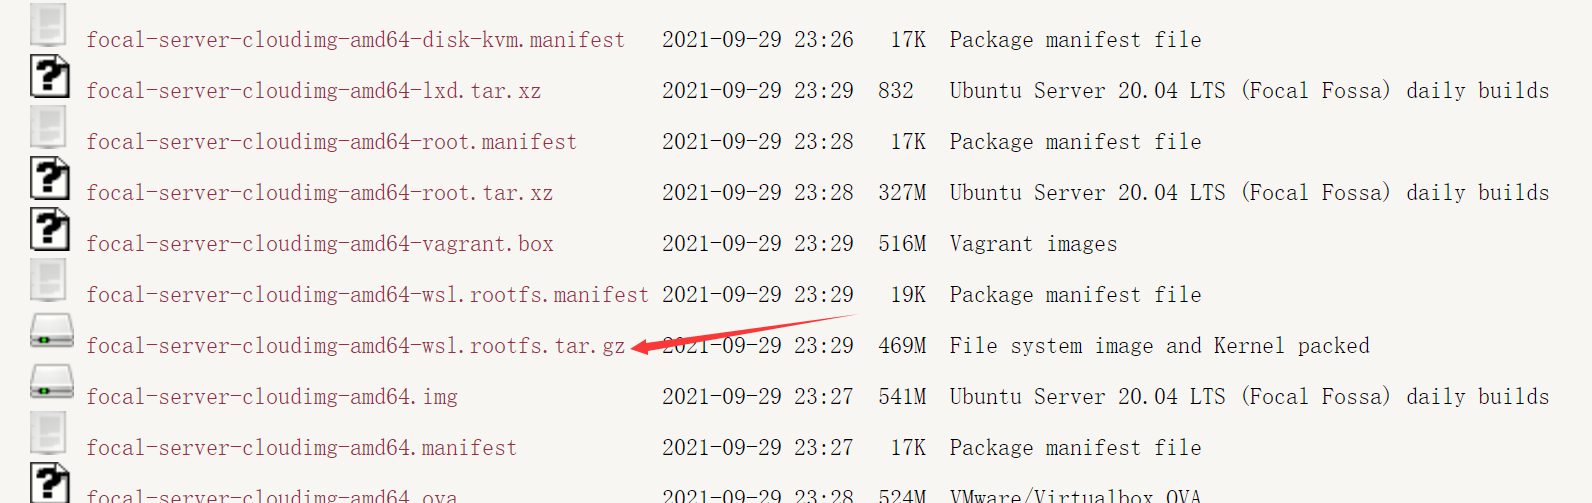 focal-server-cloudimg-amd64-disk-kvm.manifest 2021-09-29 23:26 17K Package manifest file
focal-server-cloudimg-amd64-lxd.tar.xz 2021-09-29 23:29 832 Ubuntu Server 20.04 LTS (Focal Fossa) daily builds
focal-server-cloudimg-amd64-root.manifest 2021-09-29 23:28 17K Package manifest file
focal-server-cloudimg-amd64-root.tar.xz 2021-09-29 23:28 327M Ubuntu Server 20.04 LTS (Focal Fossa) daily builds
focal-server-cloudimg-amd64-vagrant.box 2021-09-29 23:29 516M Vagrant images
focal-server-cloudimg-amd64-wsl.rootfs.manifest 2021-09-29 23:29 19K Package manifest file
focal-server-cloudimg-amd64-wsl.rootfs.tar.gz 2021-09-29 23:29 469M File system image and Kernel packed
focal-server-cloudimg-amd64.img 2021-09-29 23:27 541M Ubuntu Server 20.04 LTS (Focal Fossa) daily builds
focal-server-cloudimg-amd64.manifest 2021-09-29 23:27 17K Package manifest file
focal-server-cloudimg-amd64.ova 2021-09-29 23:28 524M VMware/Virtualbox OVA